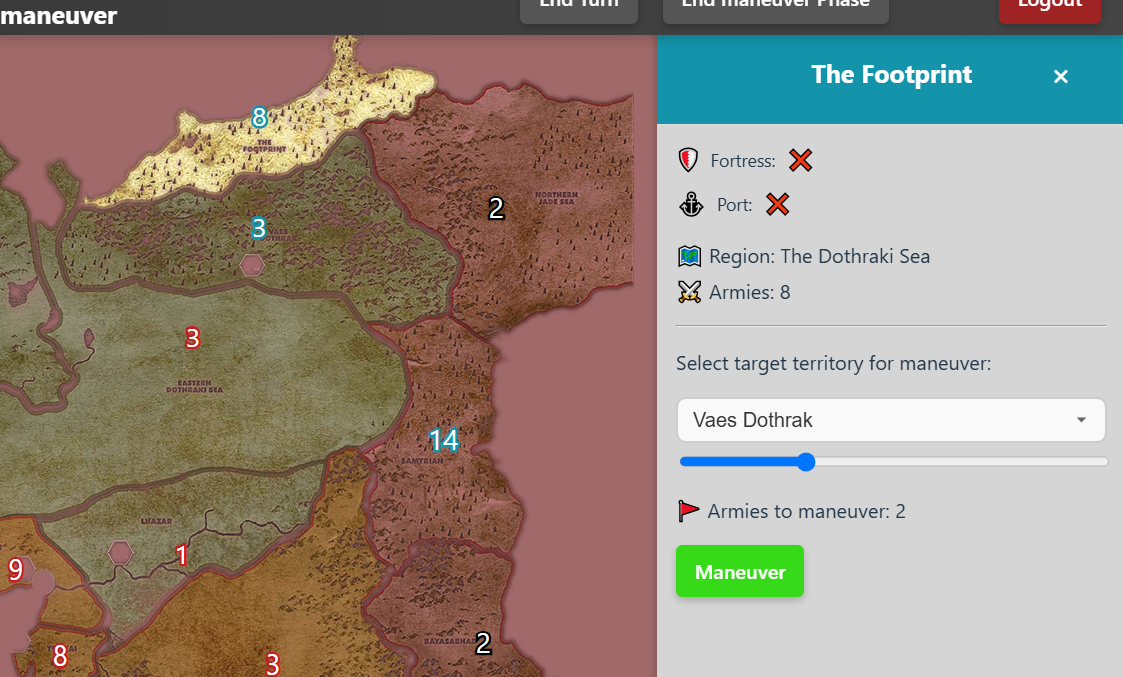 maneuver
End Turn
End maneuver Phase
Logout
The Footprint
×
Fortress:
Port:
Region: The Dothraki Sea
Armies: 8
Select target territory for maneuver:
Vaes Dothrak
Armies to maneuver: 2
Maneuver
8
THE
FOOTPRINT
2
NORTHERN
JADE SEA
3
VAES
DOTHRAK
3
EASTERN
DOTHRAKI SEA
14
SAMYRIAN
LHAZAR
1
9
2
BAYASABHAD
8
3